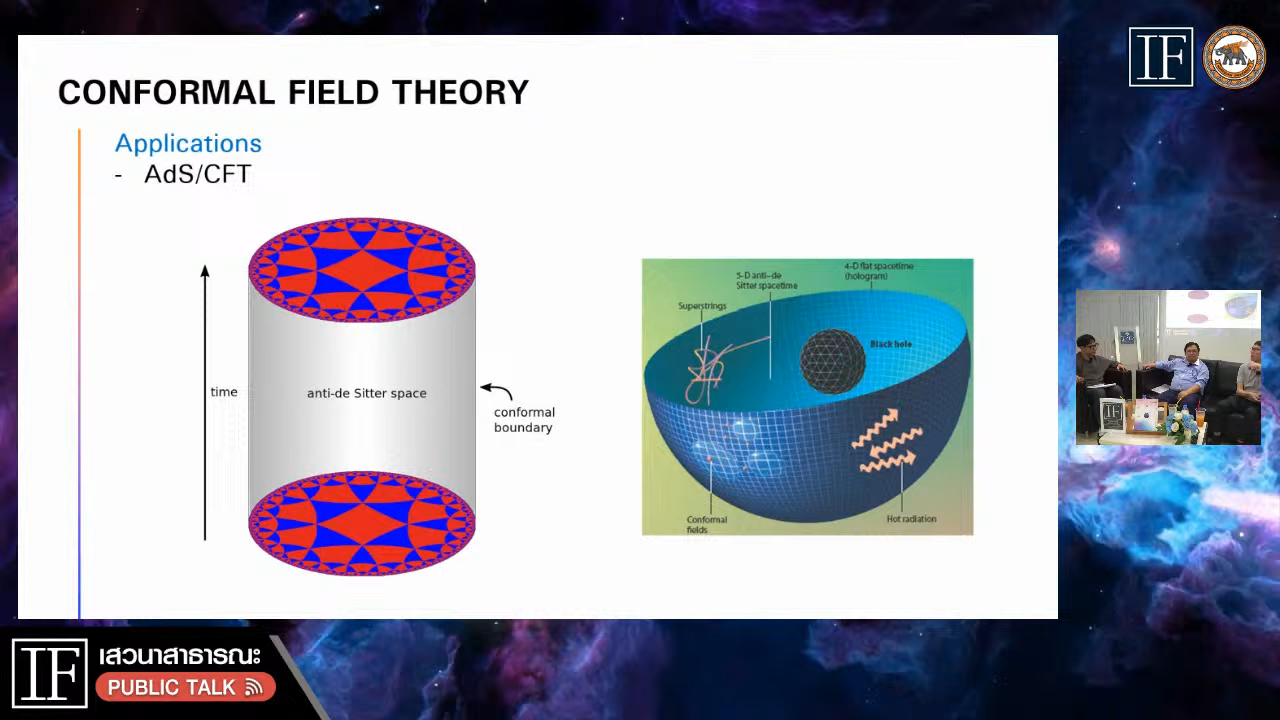 CONFORMAL FIELD THEORY
IF
Applications
- AdS/CFT
time
anti-de Sitter space
conformal
boundary
5-D anti-de
Sitter spacetime
4-D flat spacetime
(hologram)
Superstrings
Black hole
Conformal
fields
Hot radiation
IF
IF
เสวนาสาธารณะ
PUBLIC TALK